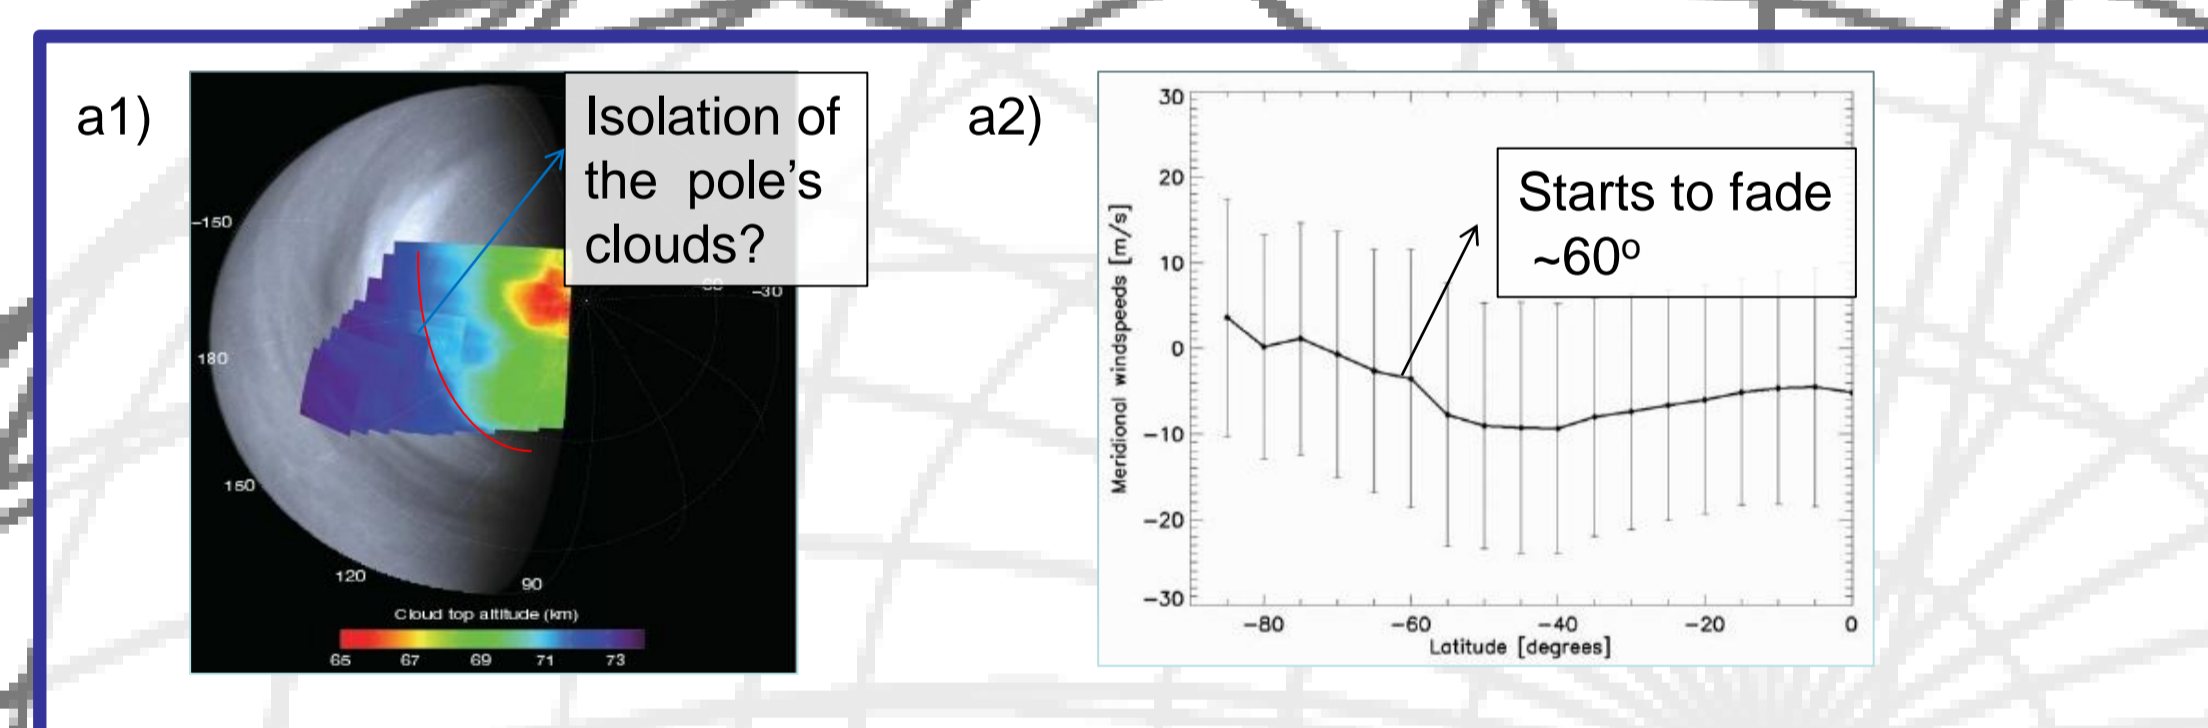 a1)
Isolation of
the pole's
clouds?
−150
−60
−30
180
150
120
90
Cloud top altitude (km)
65 67 69 71 73
a2)
Starts to fade
~60º
Meridional windspeeds [m/s]
30
20
10
0
−10
−20
−30
−80 −60 −40 −20 0
Latitude [degrees]